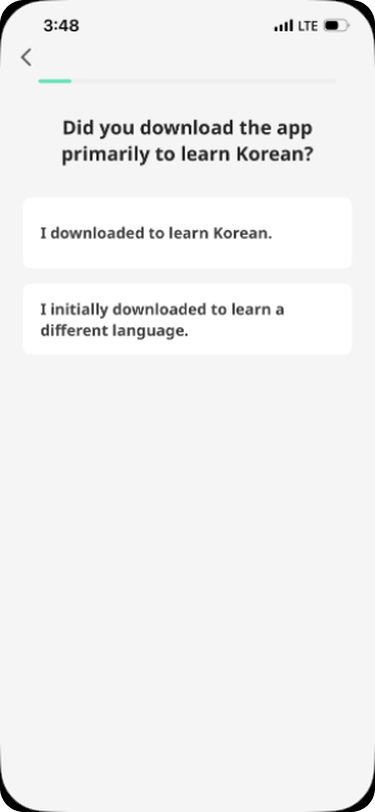 3:48
LTE
Did you download the app
primarily to learn Korean?
I downloaded to learn Korean.
I initially downloaded to learn a
different language.